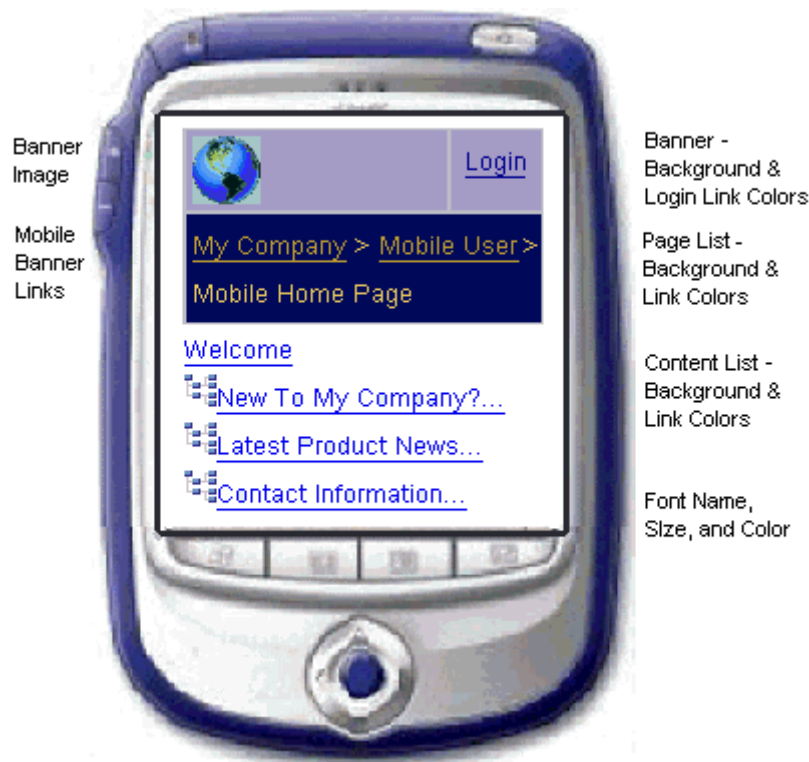 Banner
Image
Mobile
Banner
Links
Login
My Company > Mobile User >
Mobile Home Page
Welcome
New To My Company?...
Latest Product News...
Contact Information...
Banner -
Background &
Login Link Colors
Page List -
Background &
Link Colors
Content List -
Background &
Link Colors
Font Name,
SIze, and Color